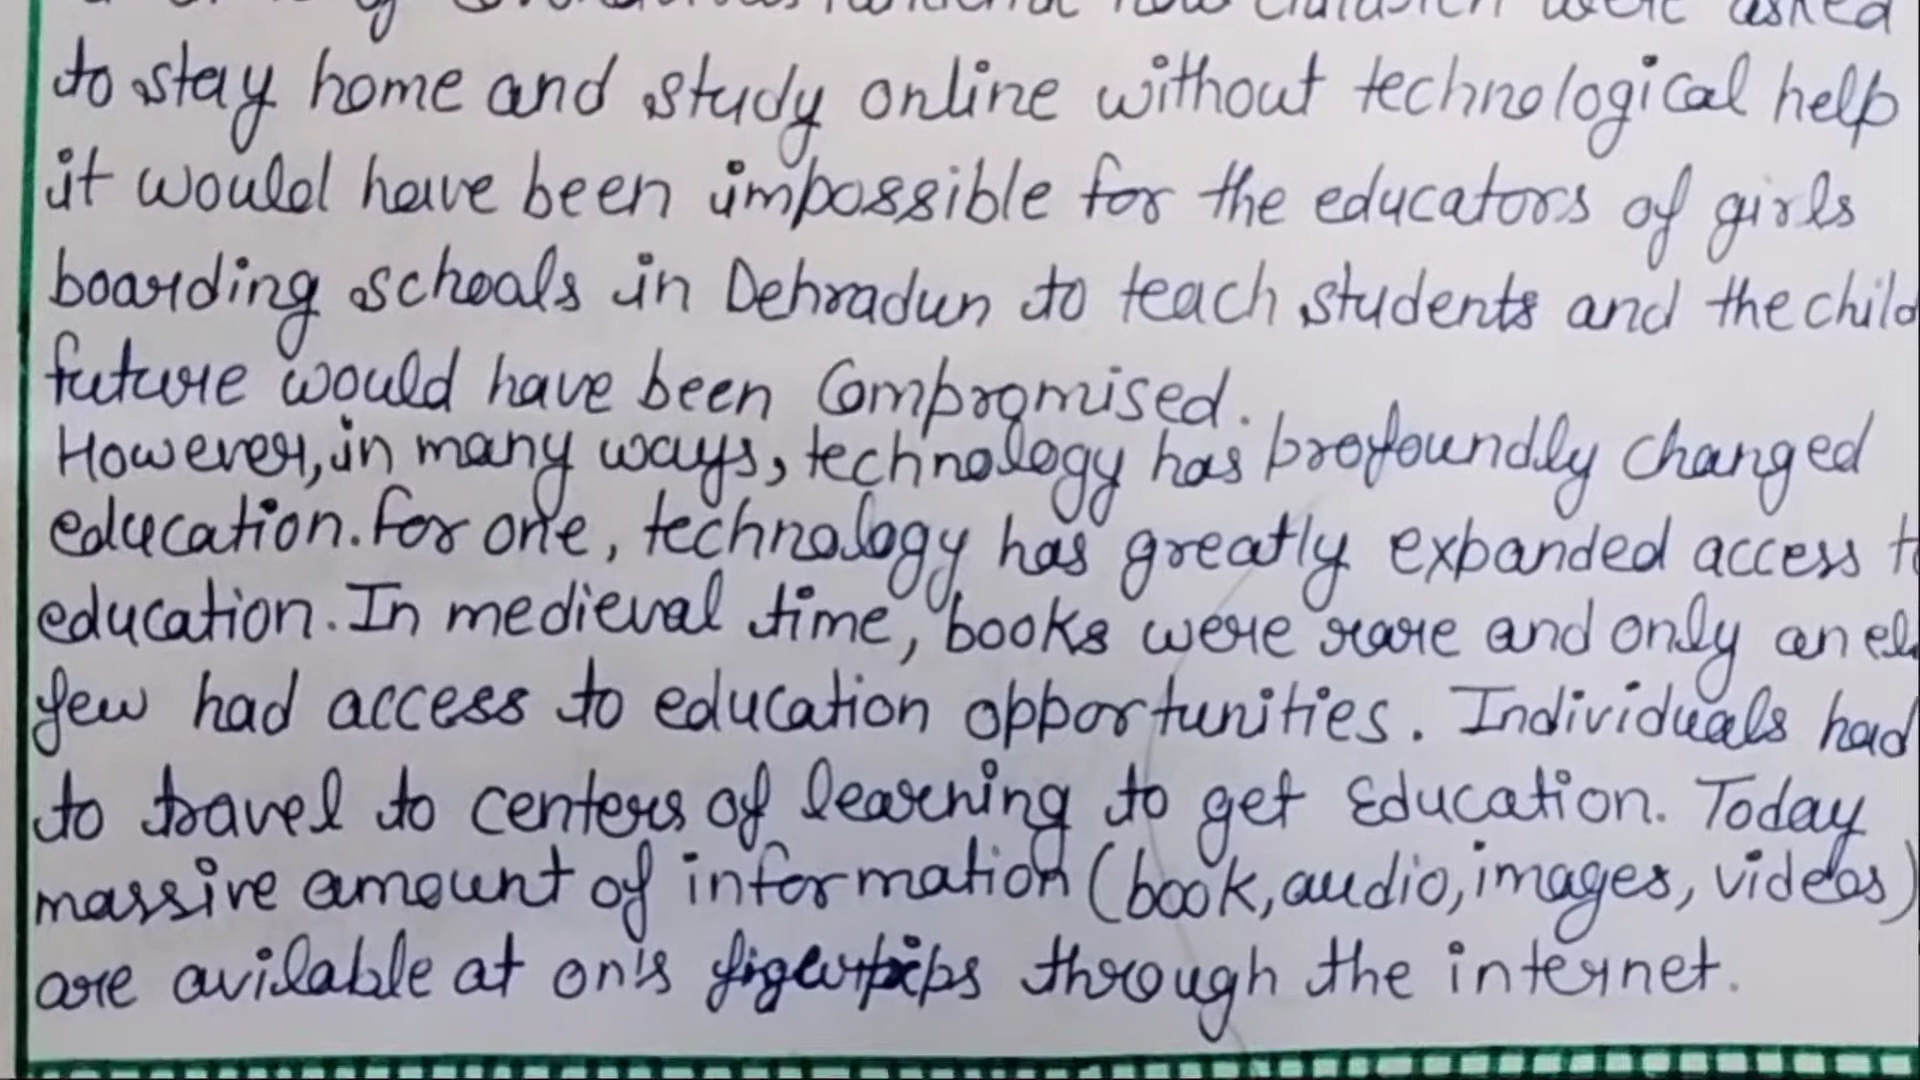 were asked
to stay home and study online without technological help
it would have been impossible for the educators of girls
boarding schools in Dehradun to teach students and the child
future would have been Compromised.
However, in many ways, technology has profoundly changed
education. For one, technology has greatly expanded access
education. In medieval time, books were rare and only an
few had access to education opportunities. Individuals had
to travel to centers of learning to get Education. Today
massive amount of information (book, audio, images, videos)
are avilable at on's through the internet.